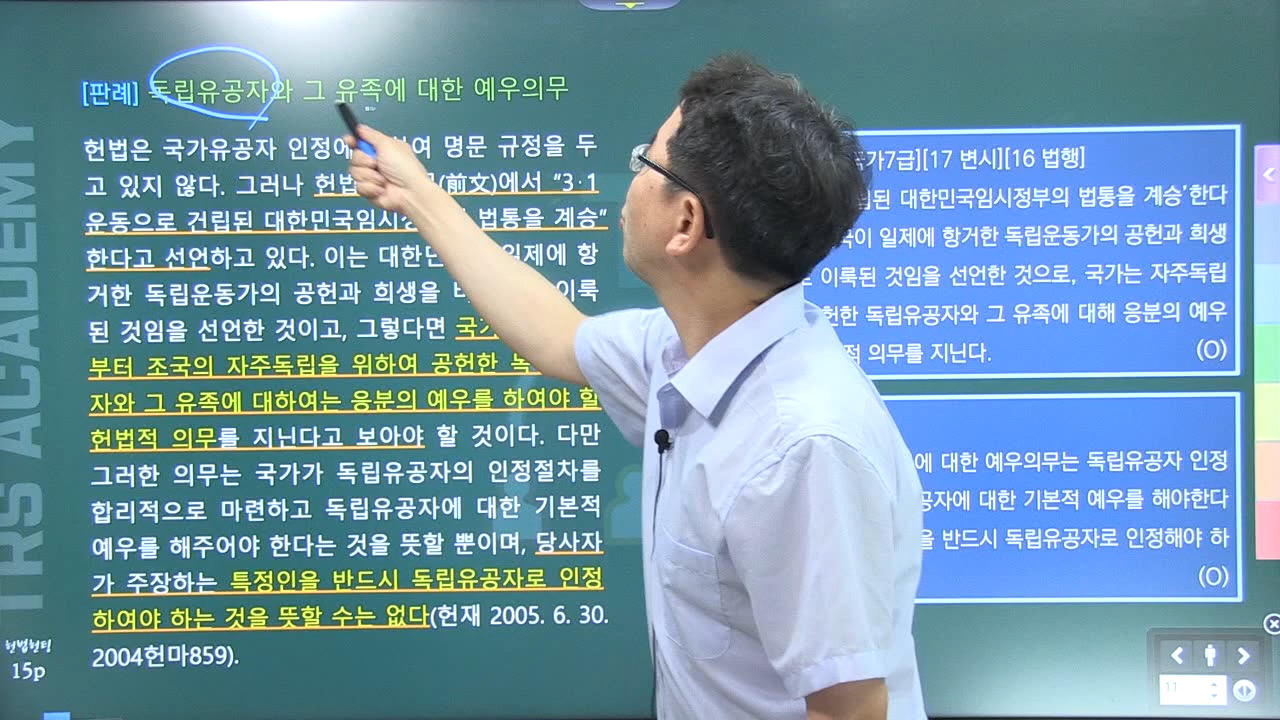 [판례] 독립유공자와 그 유족에 대한 예우의무
헌법은 국가유공자 인정에 여 명문 규정을 두
고 있지 않다. 그러나 헌법 (前文)에서 “3·1
운동으로 건립된 대한민국임시정 법통을 계승”
한다고 선언하고 있다. 이는 대한민 일제에 항
거한 독립운동가의 공헌과 희생을 이룩
된 것임을 선언한 것이고, 그렇다면 국가
부터 조국의 자주독립을 위하여 공헌한 독
자와 그 유족에 대하여는 응분의 예우를 하여야 할
헌법적 의무를 지닌다고 보아야 할 것이다. 다만
그러한 의무는 국가가 독립유공자의 인정절차를
합리적으로 마련하고 독립유공자에 대한 기본적
예우를 해주어야 한다는 것을 뜻할 뿐이며, 당사자
가 주장하는 특정인을 반드시 독립유공자로 인정
하여야 하는 것을 뜻할 수는 없다(헌재 2005. 6. 30.
2004헌마859).
7급][17 변시][16 법행]
된 대한민국임시정부의 법통을 계승’한다
이 일제에 항거한 독립운동가의 공헌과 희생
이룩된 것임을 선언한 것으로, 국가는 자주독립
헌한 독립유공자와 그 유족에 대해 응분의 예우
적 의무를 지닌다. (O)
에 대한 예우의무는 독립유공자 인정
공자에 대한 기본적 예우를 해야한다
을 반드시 독립유공자로 인정해야 하
(O)
TRS ACADEMY
헌법헌팅
15p
11